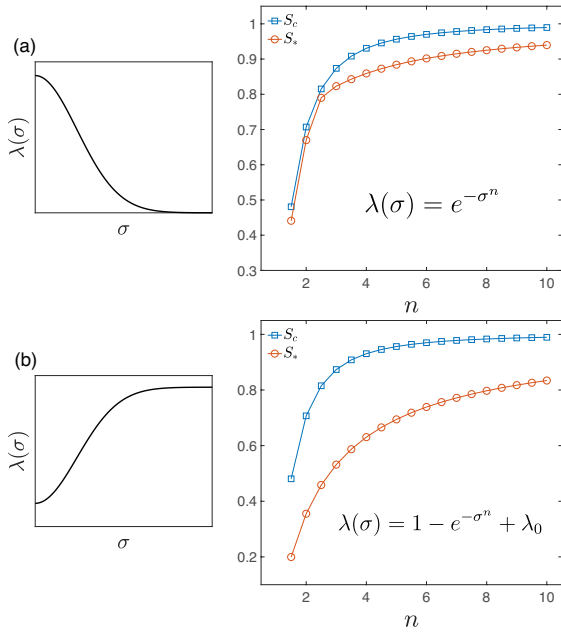 (a)
λ(σ)
σ
S_c
S_*
1
0.9
0.8
0.7
0.6
0.5
0.4
0.3
λ(σ) = e^{-σ^n}
2 4 6 8 10
n
(b)
λ(σ)
σ
S_c
S_*
1
0.8
0.6
0.4
0.2
λ(σ) = 1 − e^{-σ^n} + λ_0
2 4 6 8 10
n